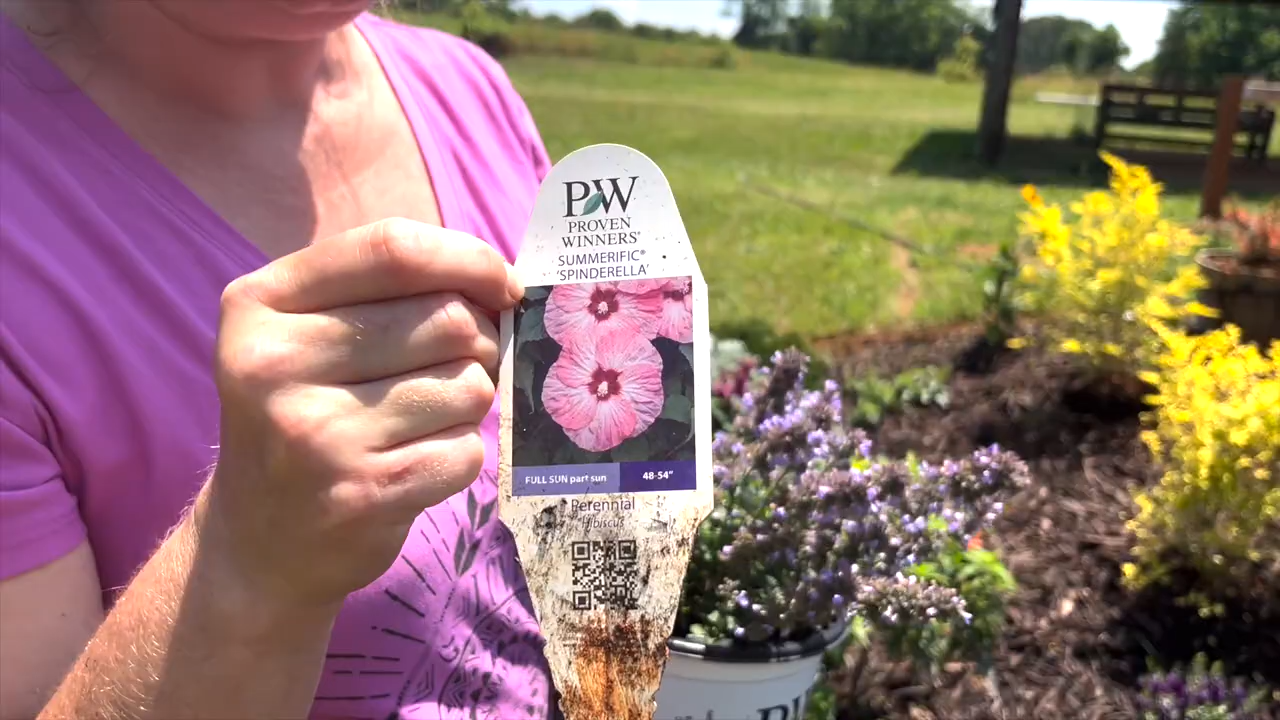 PW
PROVEN
WINNERS®
SUMMERIFIC®
'SPINDERELLA'
FULL SUN part sun
48-54"
Perennial
Hibiscus